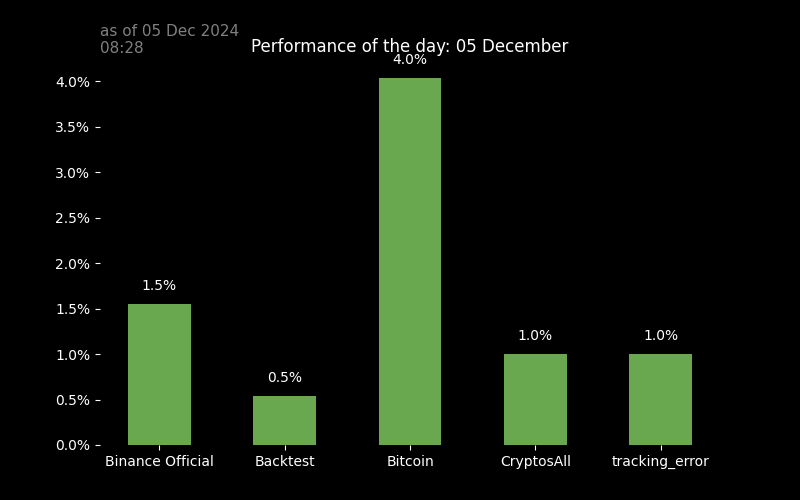 as of 05 Dec 2024
08:28
Performance of the day: 05 December
4.0%
4.0%
3.5%
3.0%
2.5%
2.0%
1.5%
1.5%
1.0%
1.0%
1.0%
0.5%
0.5%
0.0%
Binance Official
Backtest
Bitcoin
CryptosAll
tracking_error